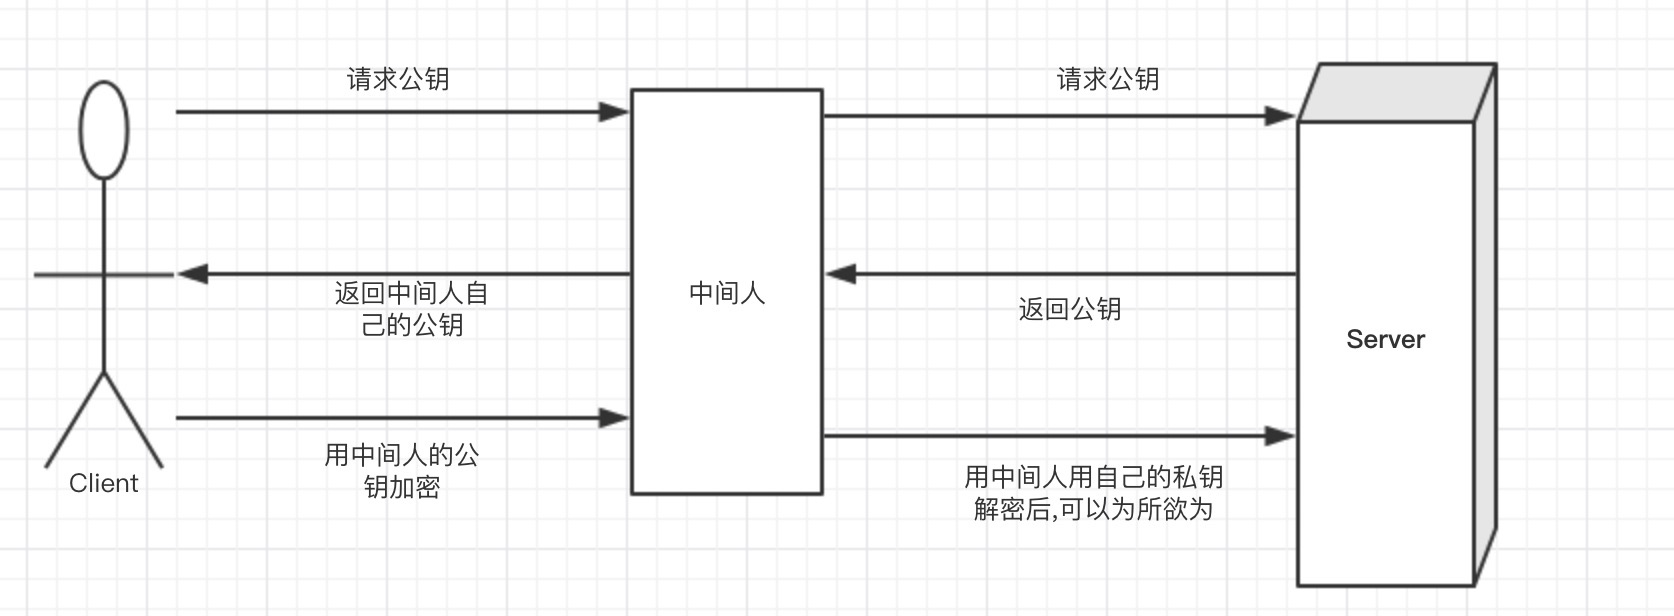 请求公钥
请求公钥
返回中间人自
己的公钥
中间人
返回公钥
Server
用中间人的公
钥加密
Client
用中间人用自己的私钥
解密后,可以为所欲为